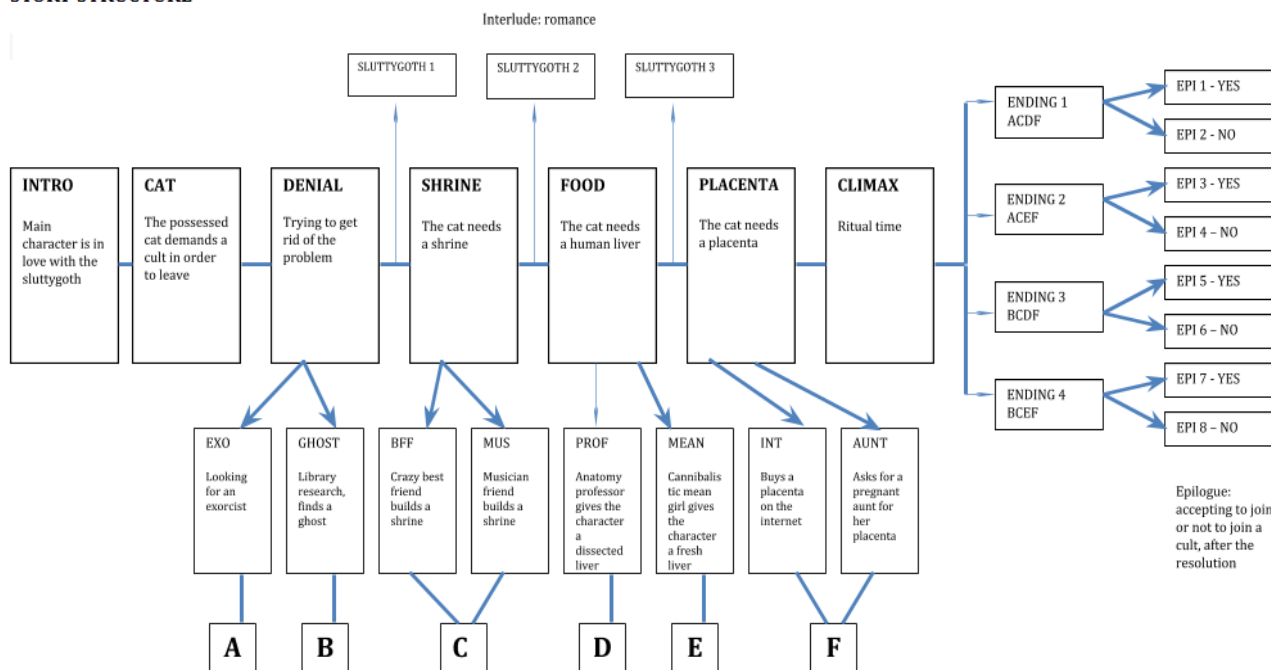 STORY STRUCTURE
Interlude: romance
SLUTTYGOTH 1
SLUTTYGOTH 2
SLUTTYGOTH 3
INTRO
Main
character is in
love with the
sluttygoth
CAT
The possessed
cat demands a
cult in order
to leave
DENIAL
Trying to get
rid of the
problem
SHRINE
The cat needs
a shrine
FOOD
The cat needs
a human liver
PLACENTA
The cat needs
a placenta
CLIMAX
Ritual time
ENDING 1
ACDF
ENDING 2
ACEF
ENDING 3
BCDF
ENDING 4
BCEF
EPI 1 - YES
EPI 2 - NO
EPI 3 - YES
EPI 4 – NO
EPI 5 - YES
EPI 6 – NO
EPI 7 - YES
EPI 8 – NO
EXO
Looking
for an
exorcist
GHOST
Library
research,
finds a
ghost
BFF
Crazy best
friend
builds a
shrine
MUS
Musician
friend
builds a
shrine
PROF
Anatomy
professor
gives the
character
a
dissected
liver
MEAN
Cannibalis
tic mean
girl gives
the
character
a fresh
liver
INT
Buys a
placenta
on the
internet
AUNT
Asks for a
pregnant
aunt for
her
placenta
Epilogue:
accepting to join
or not to join a
cult, after the
resolution
A
B
C
D
E
F